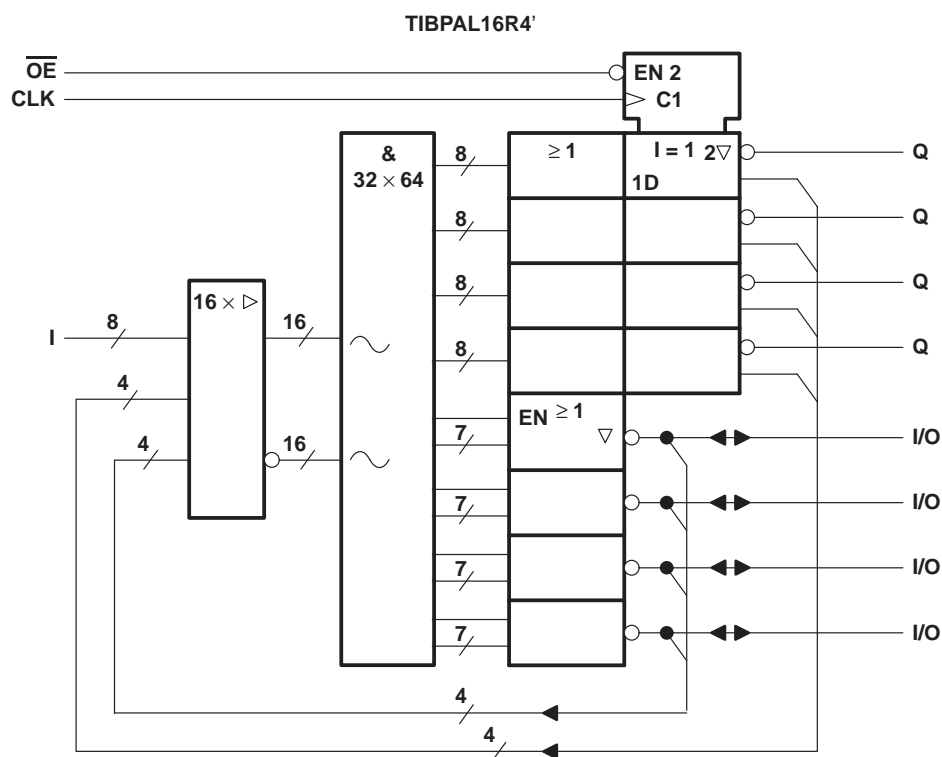 TIBPAL16R4'
OE
EN 2
CLK
C1
&
32 × 64
8
≥ 1
I = 1 2▽
Q
1D
8
Q
8
Q
16 × ▷
I
8
16
8
Q
4
EN ≥ 1
▽
7
I/O
4
16
7
I/O
7
I/O
7
I/O
4
4